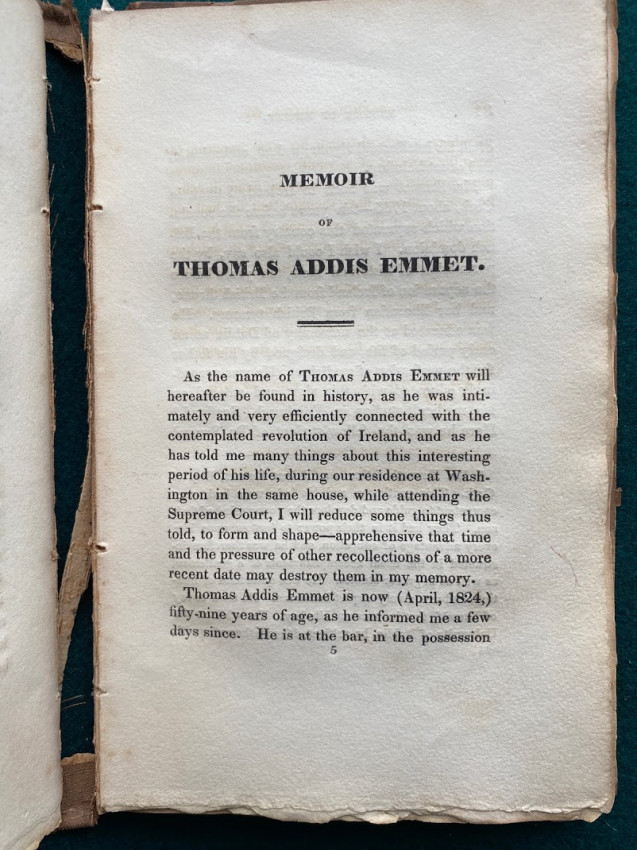 MEMOIR
OF
THOMAS ADDIS EMMET.
As the name of THOMAS ADDIS EMMET will
hereafter be found in history, as he was inti-
mately and very efficiently connected with the
contemplated revolution of Ireland, and as he
has told me many things about this interesting
period of his life, during our residence at Wash-
ington in the same house, while attending the
Supreme Court, I will reduce some things thus
told, to form and shape—apprehensive that time
and the pressure of other recollections of a more
recent date may destroy them in my memory.
Thomas Addis Emmet is now (April, 1824,)
fifty-nine years of age, as he informed me a few
days since. He is at the bar, in the possession
5